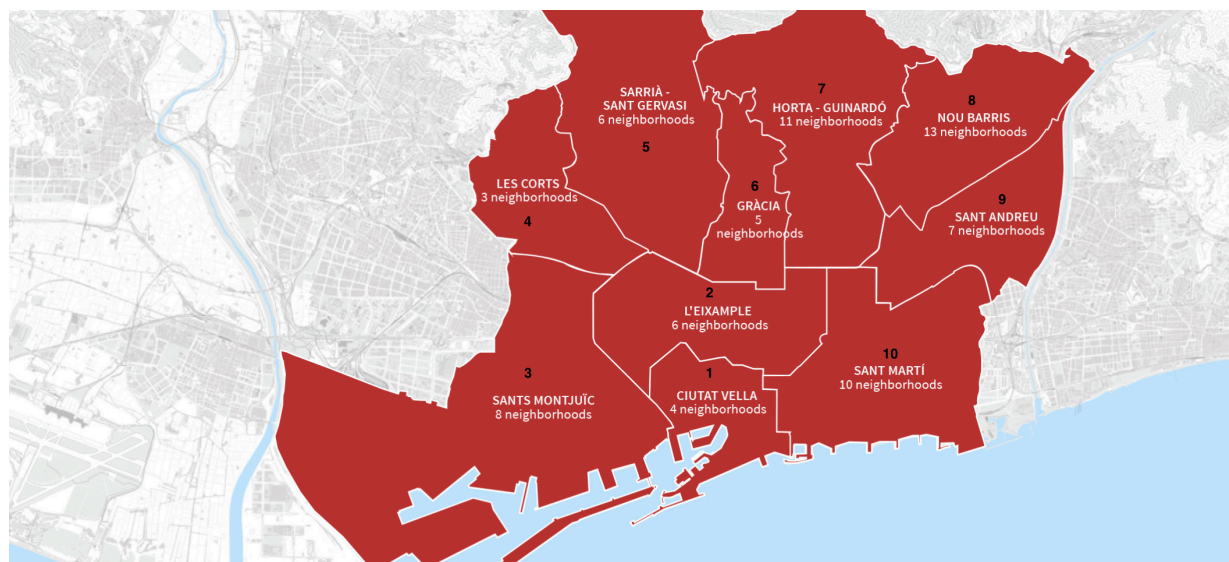 7
HORTA - GUINARDÓ
11 neighborhoods
SARRIÀ -
SANT GERVASI
6 neighborhoods
5
8
NOU BARRIS
13 neighborhoods
LES CORTS
3 neighborhoods
4
6
GRÀCIA
5
neighborhoods
9
SANT ANDREU
7 neighborhoods
2
L'EIXAMPLE
6 neighborhoods
10
SANT MARTÍ
10 neighborhoods
3
SANTS MONTJUÏC
8 neighborhoods
1
CIUTAT VELLA
4 neighborhoods